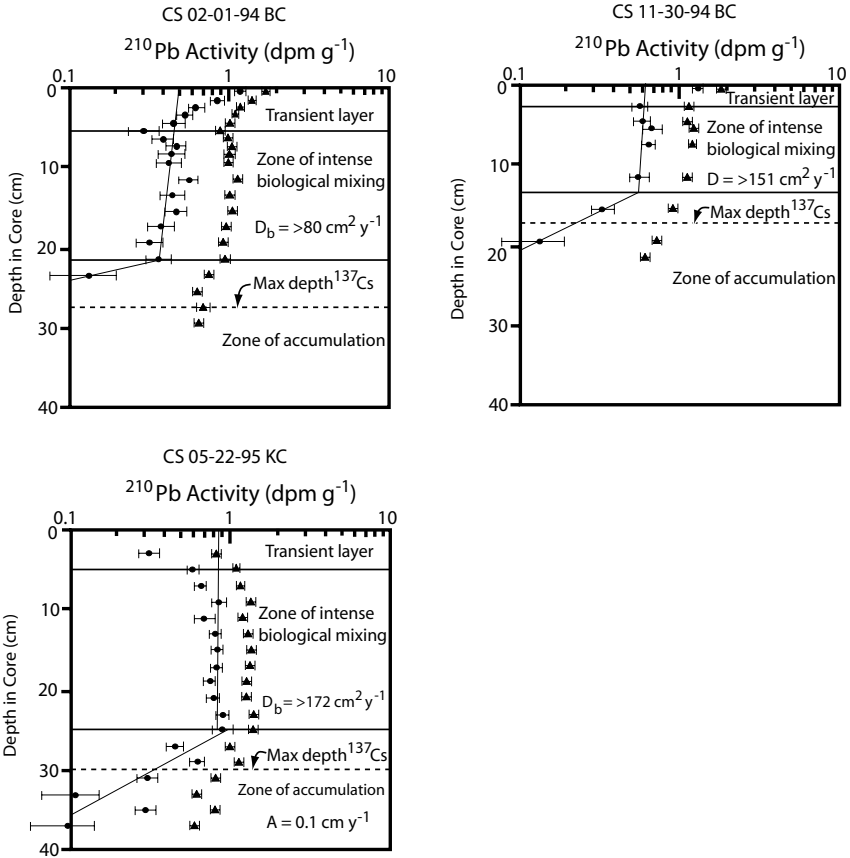 CS 02-01-94 BC
²¹⁰Pb Activity (dpm g⁻¹)
0.1 1 10
0
10
20
30
40
Depth in Core (cm)
Transient layer
Zone of intense
biological mixing
D_b = >80 cm² y⁻¹
Max depth ¹³⁷Cs
Zone of accumulation
CS 11-30-94 BC
²¹⁰Pb Activity (dpm g⁻¹)
0.1 1 10
0
10
20
30
40
Depth in Core (cm)
Transient layer
Zone of intense
biological mixing
D = >151 cm² y⁻¹
Max depth ¹³⁷Cs
Zone of accumulation
CS 05-22-95 KC
²¹⁰Pb Activity (dpm g⁻¹)
0.1 1 10
0
10
20
30
40
Depth in Core (cm)
Transient layer
Zone of intense
biological mixing
D_b = >172 cm² y⁻¹
Max depth ¹³⁷Cs
Zone of accumulation
A = 0.1 cm y⁻¹